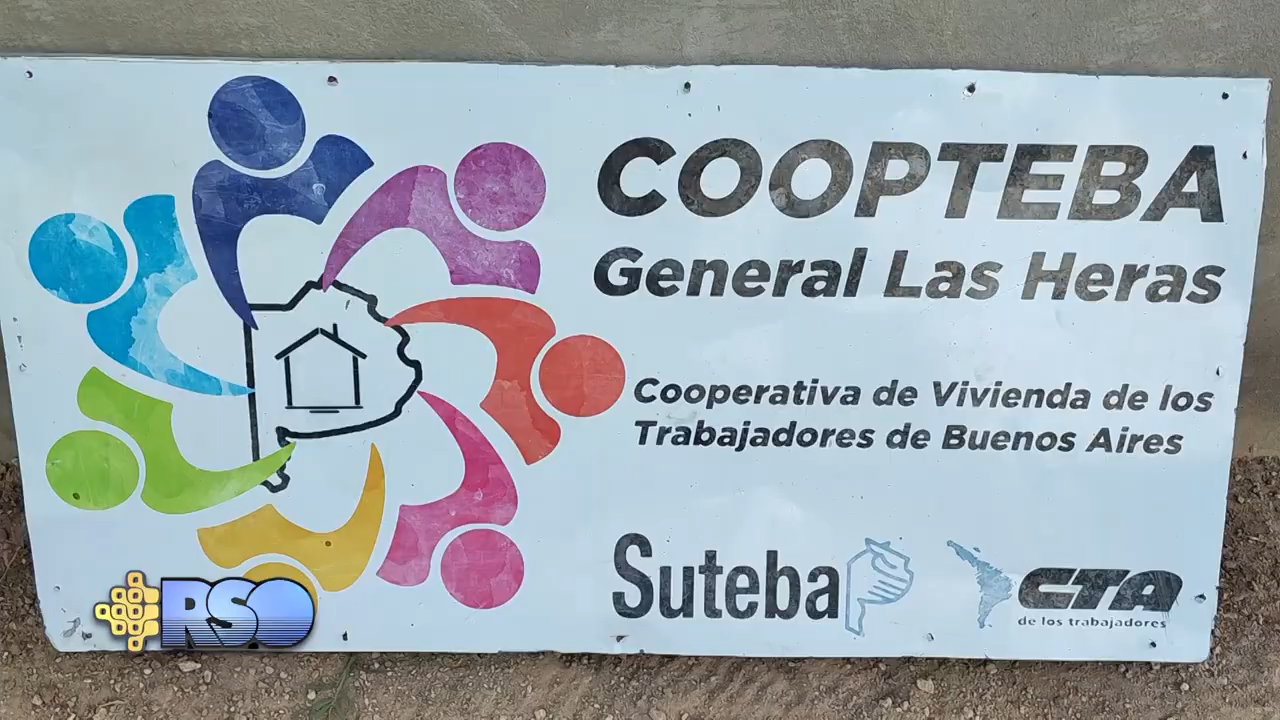 COOPTEBA
General Las Heras
Cooperativa de Vivienda de los
Trabajadores de Buenos Aires
Suteba
CTA
de los trabajadores
RSO